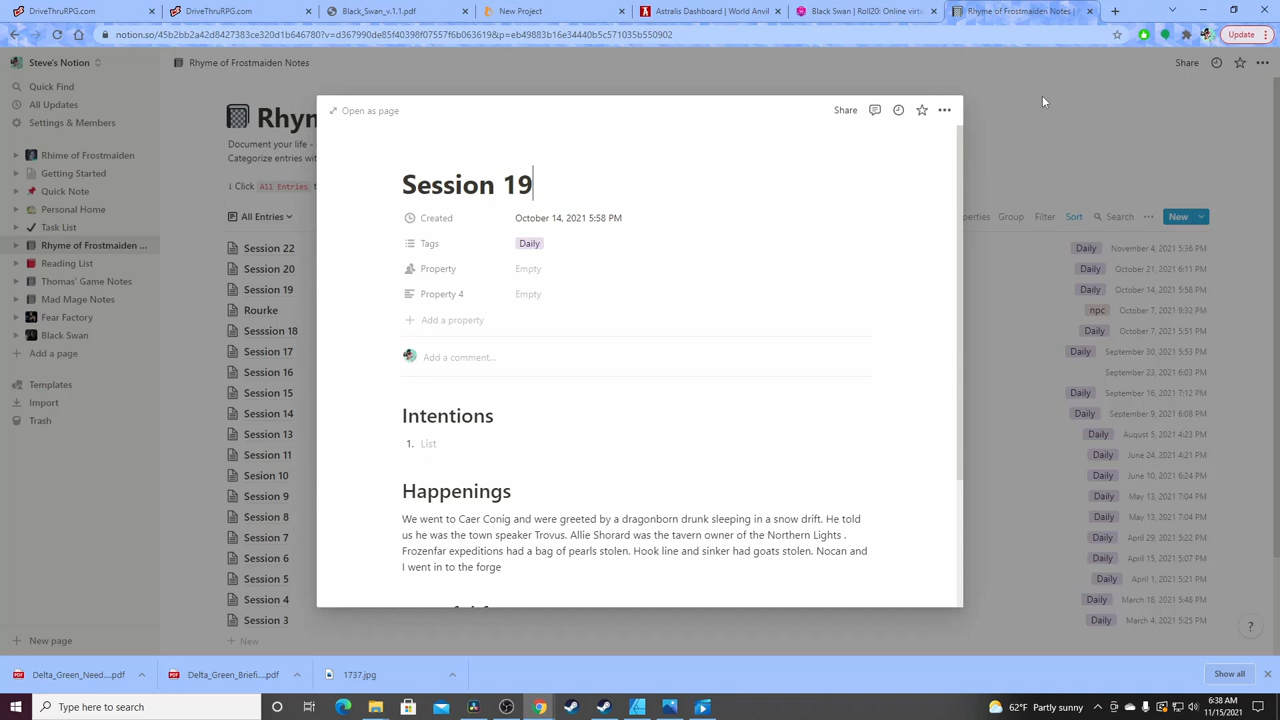 DriveThruRPG.com
DriveThruRPG.com
Black_Swan_v.1.1.pdf
Projects
Astralis Dashboard | World Anvil
Black Swan | Roll20: Online virtu
Rhyme of Frostmaiden Notes |
notion.so/45b2b2a42d8427383ce320d1b6467807?v=d367990de85f40398f07557f6b063619&p=eb49883b16e34440b5c571035b550902
Update
Steve's Notion
Rhyme of Frostmaiden Notes
Share
Quick Find
All Updates
Settings & Members
Rhime of Frostmaiden
Getting Started
Quick Note
Personal Home
Task List
Rhyme of Frostmaiden ...
Reading List
Thomas' Game Notes
Mad Mage Notes
Fear Factory
Black Swan
Add a page
Templates
Import
Trash
New page
Rhyn
Document your life -
Categorize entries wit
↓ Click All Entries t
All Entries
perties Group Filter Sort Search New
Session 22 Daily November 4, 2021 5:36 PM
Session 20 Daily October 21, 2021 6:11 PM
Session 19 Daily October 14, 2021 5:58 PM
Rourke npc October 7, 2021 9:32 PM
Sesssion 18 Daily October 7, 2021 5:51 PM
Session 17 Daily September 30, 2021 5:53 PM
Session 16 September 23, 2021 6:03 PM
Session 15 Daily September 16, 2021 7:12 PM
Session 14 Daily September 9, 2021 6:08 PM
Session 13 Daily August 5, 2021 4:23 PM
Session 11 Daily June 24, 2021 4:21 PM
Sesion 10 Daily June 10, 2021 6:24 PM
Session 9 Daily May 13, 2021 7:04 PM
Session 8 Daily May 13, 2021 7:04 PM
Session 7 Daily April 29, 2021 5:22 PM
Session 6 Daily April 15, 2021 5:07 PM
Session 5 Daily April 1, 2021 5:21 PM
Session 4 Daily March 18, 2021 5:48 PM
Session 3 Daily March 4, 2021 5:25 PM
New
Open as page
Share
Session 19
Created October 14, 2021 5:58 PM
Tags Daily
Property Empty
Property 4 Empty
Add a property
Add a comment...
Intentions
1. List
Happenings
We went to Caer Conig and were greeted by a dragonborn drunk sleeping in a snow drift. He told
us he was the town speaker Trovus. Allie Shorard was the tavern owner of the Northern Lights .
Frozenfar expeditions had a bag of pearls stolen. Hook line and sinker had goats stolen. Nocan and
I went in to the forge
?
Delta_Green_Need....pdf
Delta_Green_Briefi....pdf
1737.jpg
Show all
Type here to search
62°F Partly sunny
6:38 AM
11/15/2021